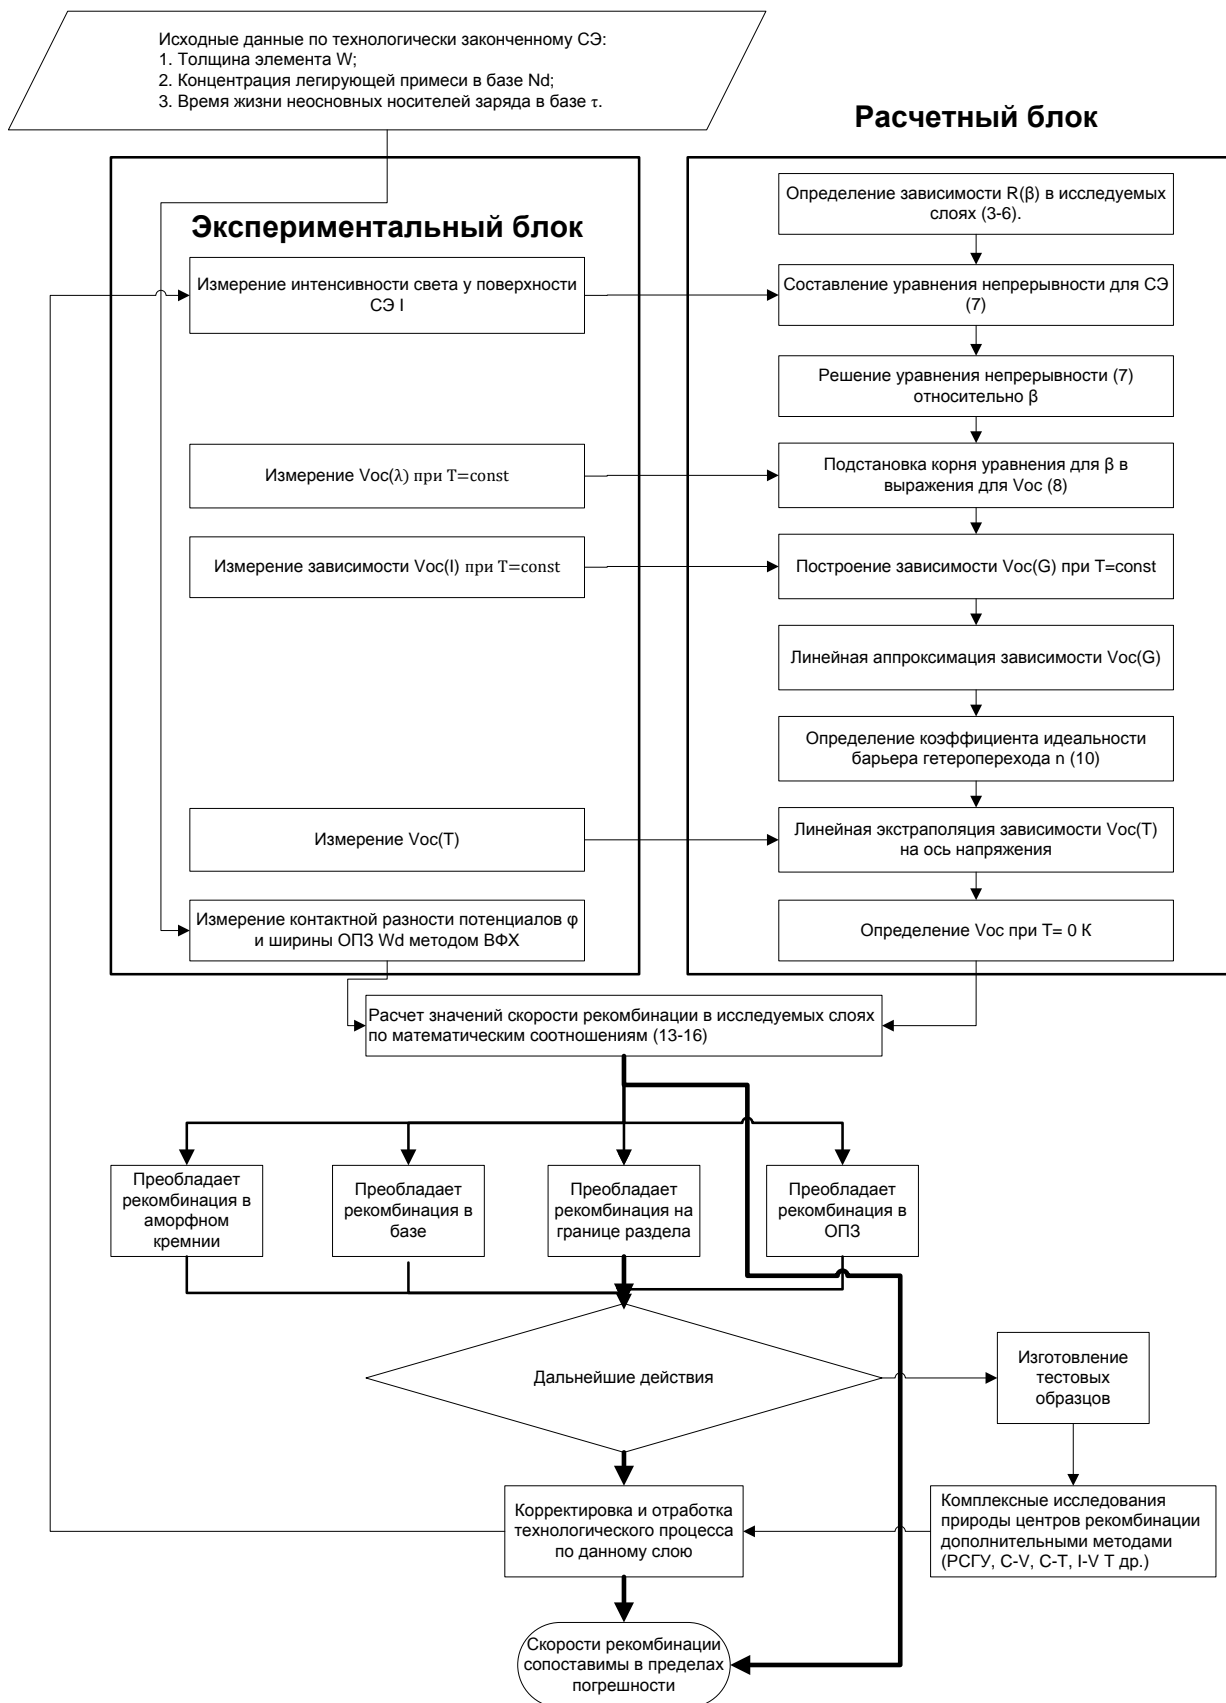 Исходные данные по технологически законченному СЭ:
1. Толщина элемента W;
2. Концентрация легирующей примеси в базе Nd;
3. Время жизни неосновных носителей заряда в базе τ.
Расчетный блок
Экспериментальный блок
Определение зависимости R(β) в исследуемых
слоях (3-6).
Измерение интенсивности света у поверхности
СЭ I
Составление уравнения непрерывности для СЭ
(7)
Решение уравнения непрерывности (7)
относительно β
Измерение Voc(λ) при T=const
Подстановка корня уравнения для β в
выражения для Voc (8)
Измерение зависимости Voc(I) при T=const
Построение зависимости Voc(G) при T=const
Линейная аппроксимация зависимости Voc(G)
Определение коэффициента идеальности
барьера гетероперехода n (10)
Измерение Voc(T)
Линейная экстраполяция зависимости Voc(T)
на ось напряжения
Измерение контактной разности потенциалов φ
и ширины ОПЗ Wd методом ВФХ
Определение Voc при T= 0 К
Расчет значений скорости рекомбинации в исследуемых слоях
по математическим соотношениям (13-16)
Преобладает
рекомбинация в
аморфном
кремнии
Преобладает
рекомбинация в
базе
Преобладает
рекомбинация на
границе раздела
Преобладает
рекомбинация в
ОПЗ
Дальнейшие действия
Изготовление
тестовых
образцов
Корректировка и отработка
технологического процесса
по данному слою
Комплексные исследования
природы центров рекомбинации
дополнительными методами
(РСГУ, C-V, C-T, I-V T др.)
Скорости рекомбинации
сопоставимы в пределах
погрешности